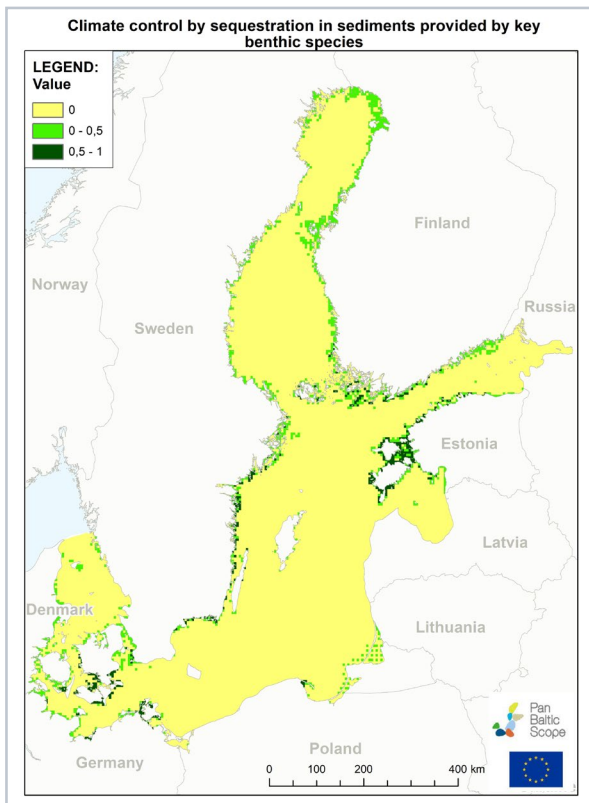 Climate control by sequestration in sediments provided by key
benthic species
LEGEND:
Value
0
0 - 0,5
0,5 - 1
Finland
Norway
Russia
Sweden
Estonia
Latvia
Denmark
Lithuania
Pan
Baltic
Scope
Poland
Germany
0 100 200 400 km